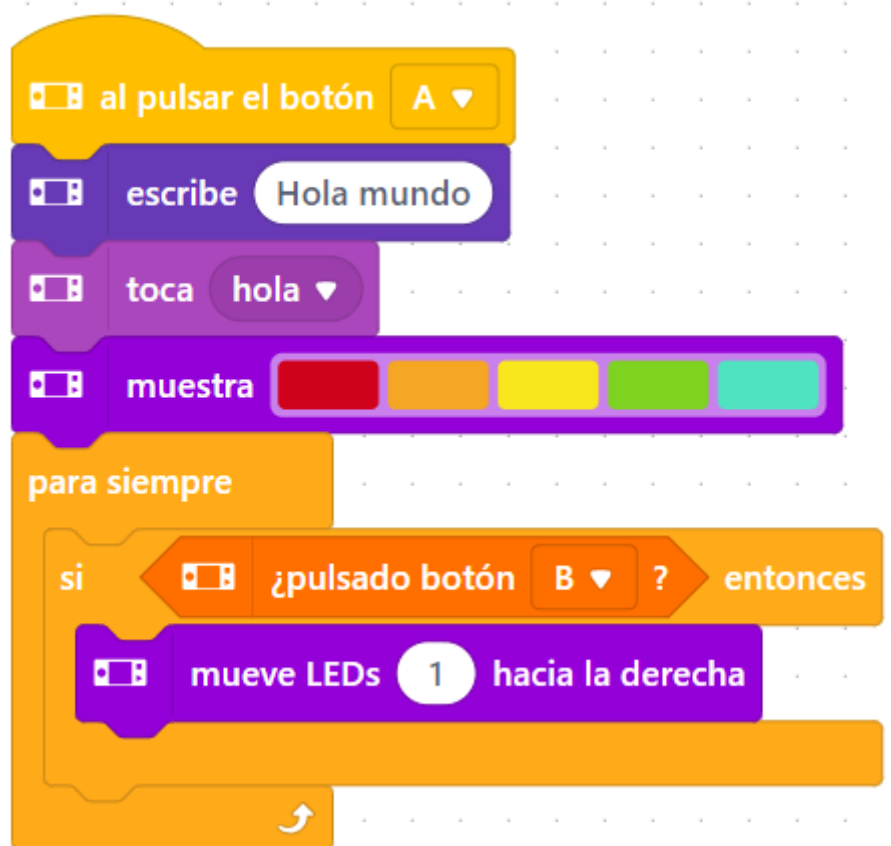 al pulsar el botón A
escribe Hola mundo
toca hola
muestra
para siempre
si ¿pulsado botón B ? entonces
mueve LEDs 1 hacia la derecha